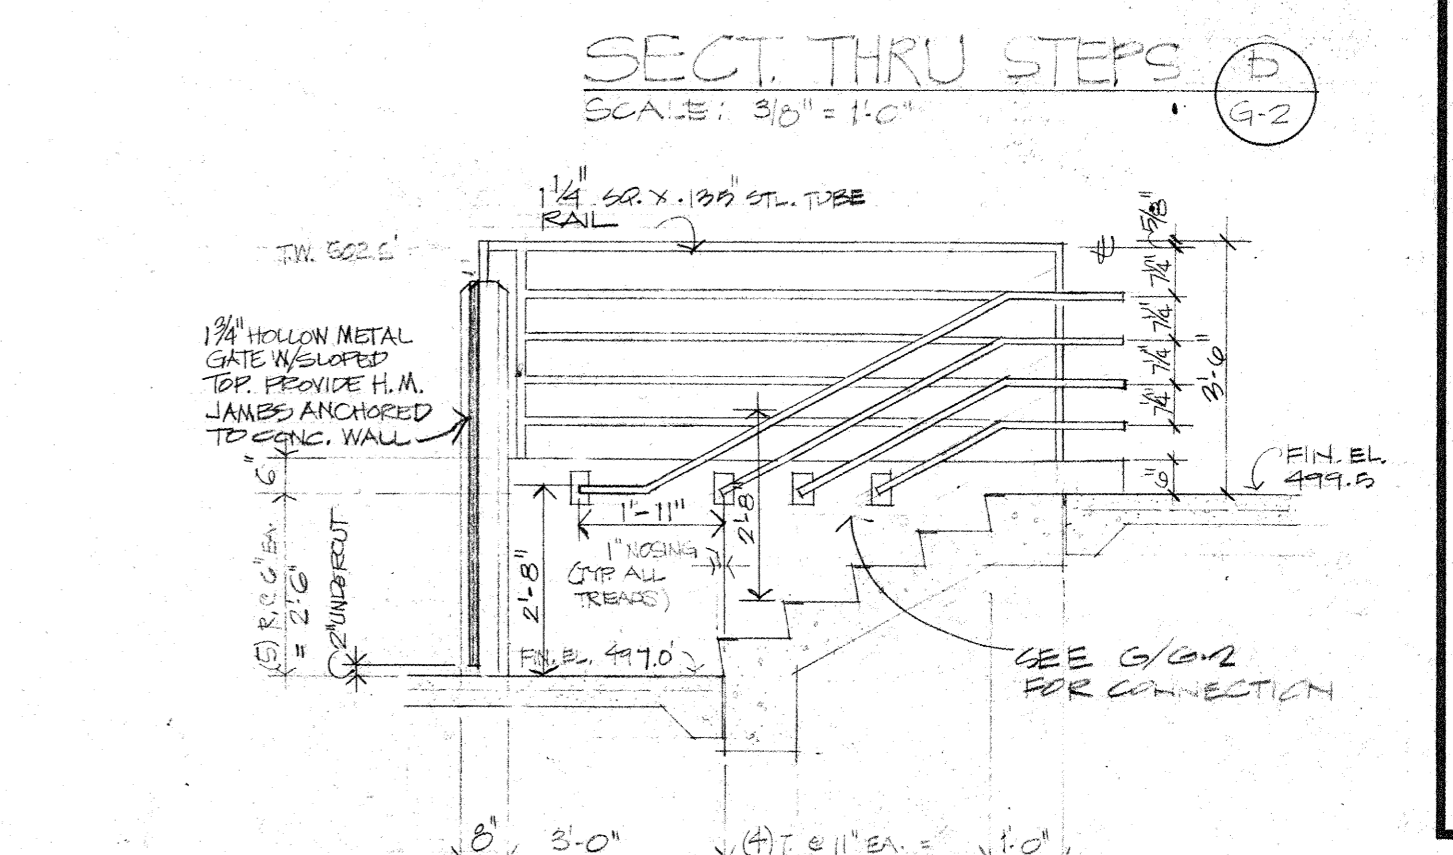 SECT. THRU STEPS
D
G-2
SCALE: 3/8" = 1'-0"
1 1/4" SQ. X .135" STL. TUBE
RAIL
T.W.
1'
5/8"
7 1/4"
7 1/4"
7 1/4"
7 1/4"
3'-6"
6"
1 3/4" HOLLOW METAL
GATE W/SLOPED
TOP. PROVIDE H.M.
JAMBS ANCHORED
TO CONC. WALL
6"
FIN. EL.
499.5
1'-11"
2'-8"
1" NOSING
(TYP. ALL
TREADS)
2'-8"
(5) R. @ 6" EA.
= 2'-6"
2" UNDERCUT
FIN. EL. 497.0'
SEE G/G-2
FOR CONNECTION
8"
3'-0"
(4) T. @ 11" EA. =
1'-0"